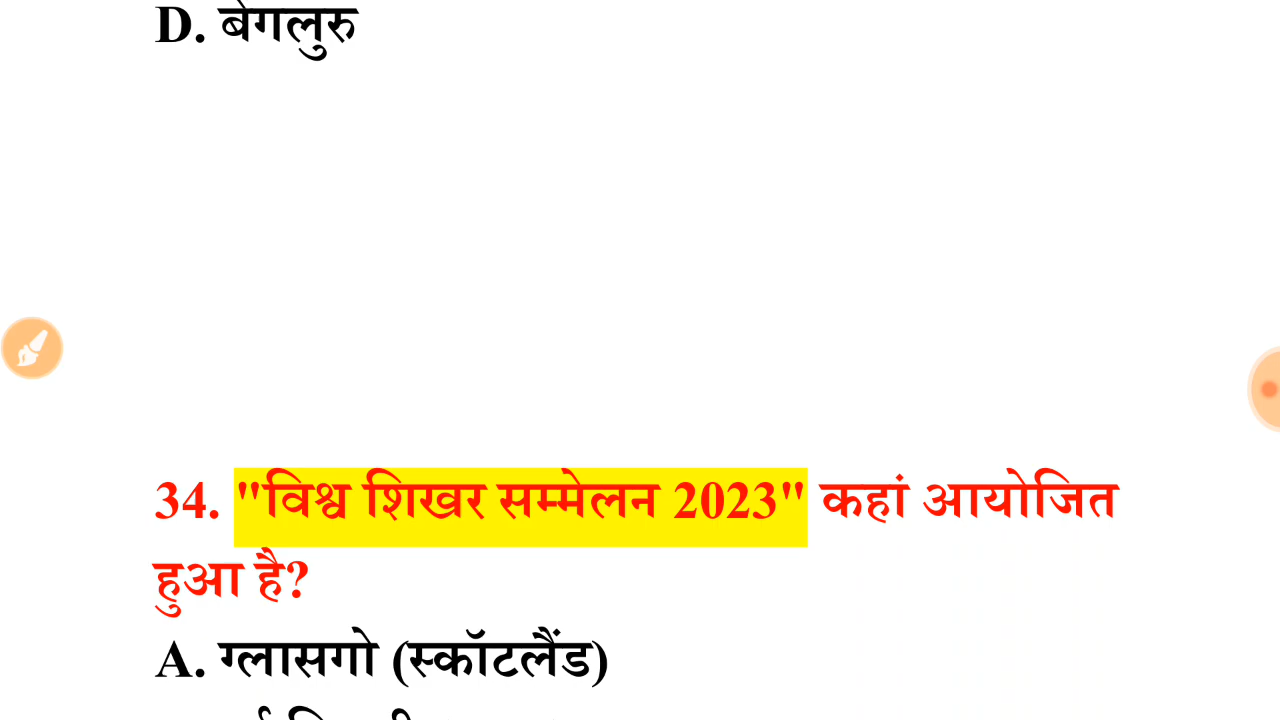 D. बेंगलुरु
34. "विश्व शिखर सम्मेलन 2023" कहां आयोजित
हुआ है?
A. ग्लासगो (स्कॉटलैंड)